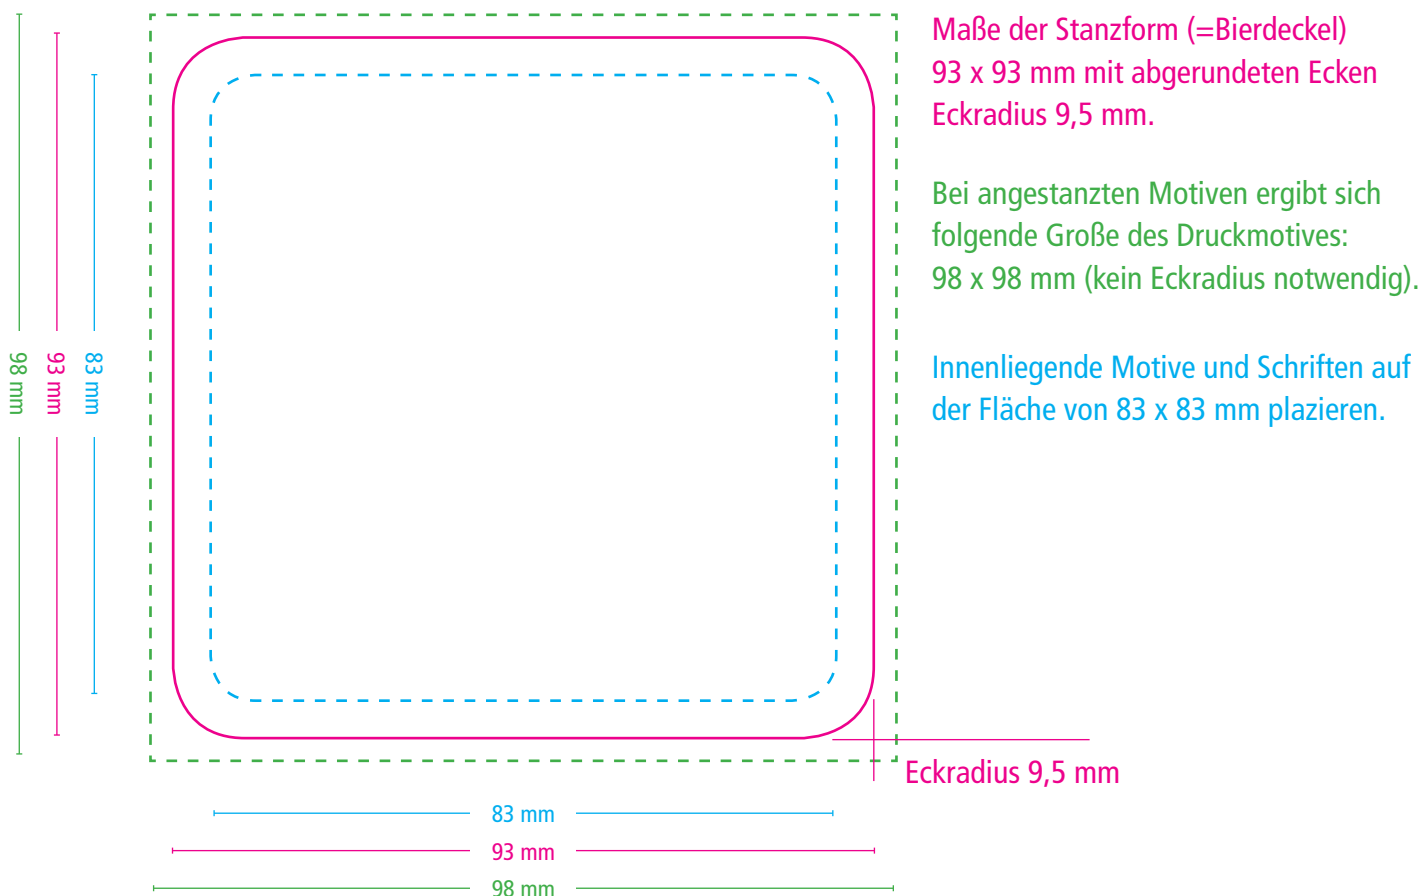 Maße der Stanzform (=Bierdeckel)
93 x 93 mm mit abgerundeten Ecken
Eckradius 9,5 mm.
Bei angestanzten Motiven ergibt sich
folgende Große des Druckmotives:
98 x 98 mm (kein Eckradius notwendig).
Innenliegende Motive und Schriften auf
der Fläche von 83 x 83 mm plazieren.
98 mm
93 mm
83 mm
Eckradius 9,5 mm
83 mm
93 mm
98 mm